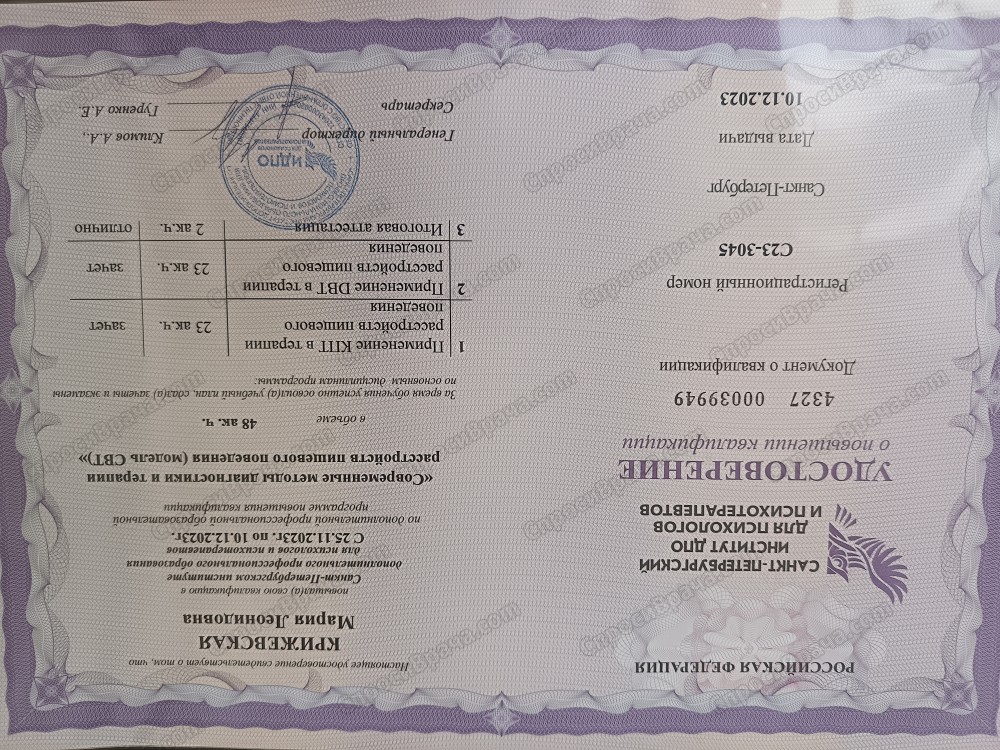 РОССИЙСКАЯ ФЕДЕРАЦИЯ
САНКТ-ПЕТЕРБУРГСКИЙ
ИНСТИТУТ ДПО
ДЛЯ ПСИХОЛОГОВ
И ПСИХОТЕРАПЕВТОВ
УДОСТОВЕРЕНИЕ
о повышении квалификации
4327 00039949
Документ о квалификации
Регистрационный номер
С23-3045
Санкт-Петербург
Дата выдачи
10.12.2023
Настоящее удостоверение свидетельствует о том, что
КРИЖЕВСКАЯ
Мария Леонидовна
повышал(а) свою квалификацию в
Санкт-Петербургском институте
дополнительного профессионального образования
для психологов и психотерапевтов
С 25.11.2023г. по 10.12.2023г.
по дополнительной профессиональной образовательной
программе повышения квалификации
«Современные методы диагностики и терапии
расстройств пищевого поведения (модель CBT)»
в объеме 48 ак. ч.
За время обучения успешно освоил(а) учебный план, сдал(а) зачеты и экзамены
по основным дисциплинам программы:
1 Применение КПТ в терапии расстройств пищевого поведения 23 ак.ч. зачет
2 Применение DBT в терапии расстройств пищевого поведения 23 ак.ч. зачет
3 Итоговая аттестация 2 ак.ч. отлично
Генеральный директор Климов А.А.,
Секретарь Гуренко А.Е.
ИДПО
СпросиВрача.com